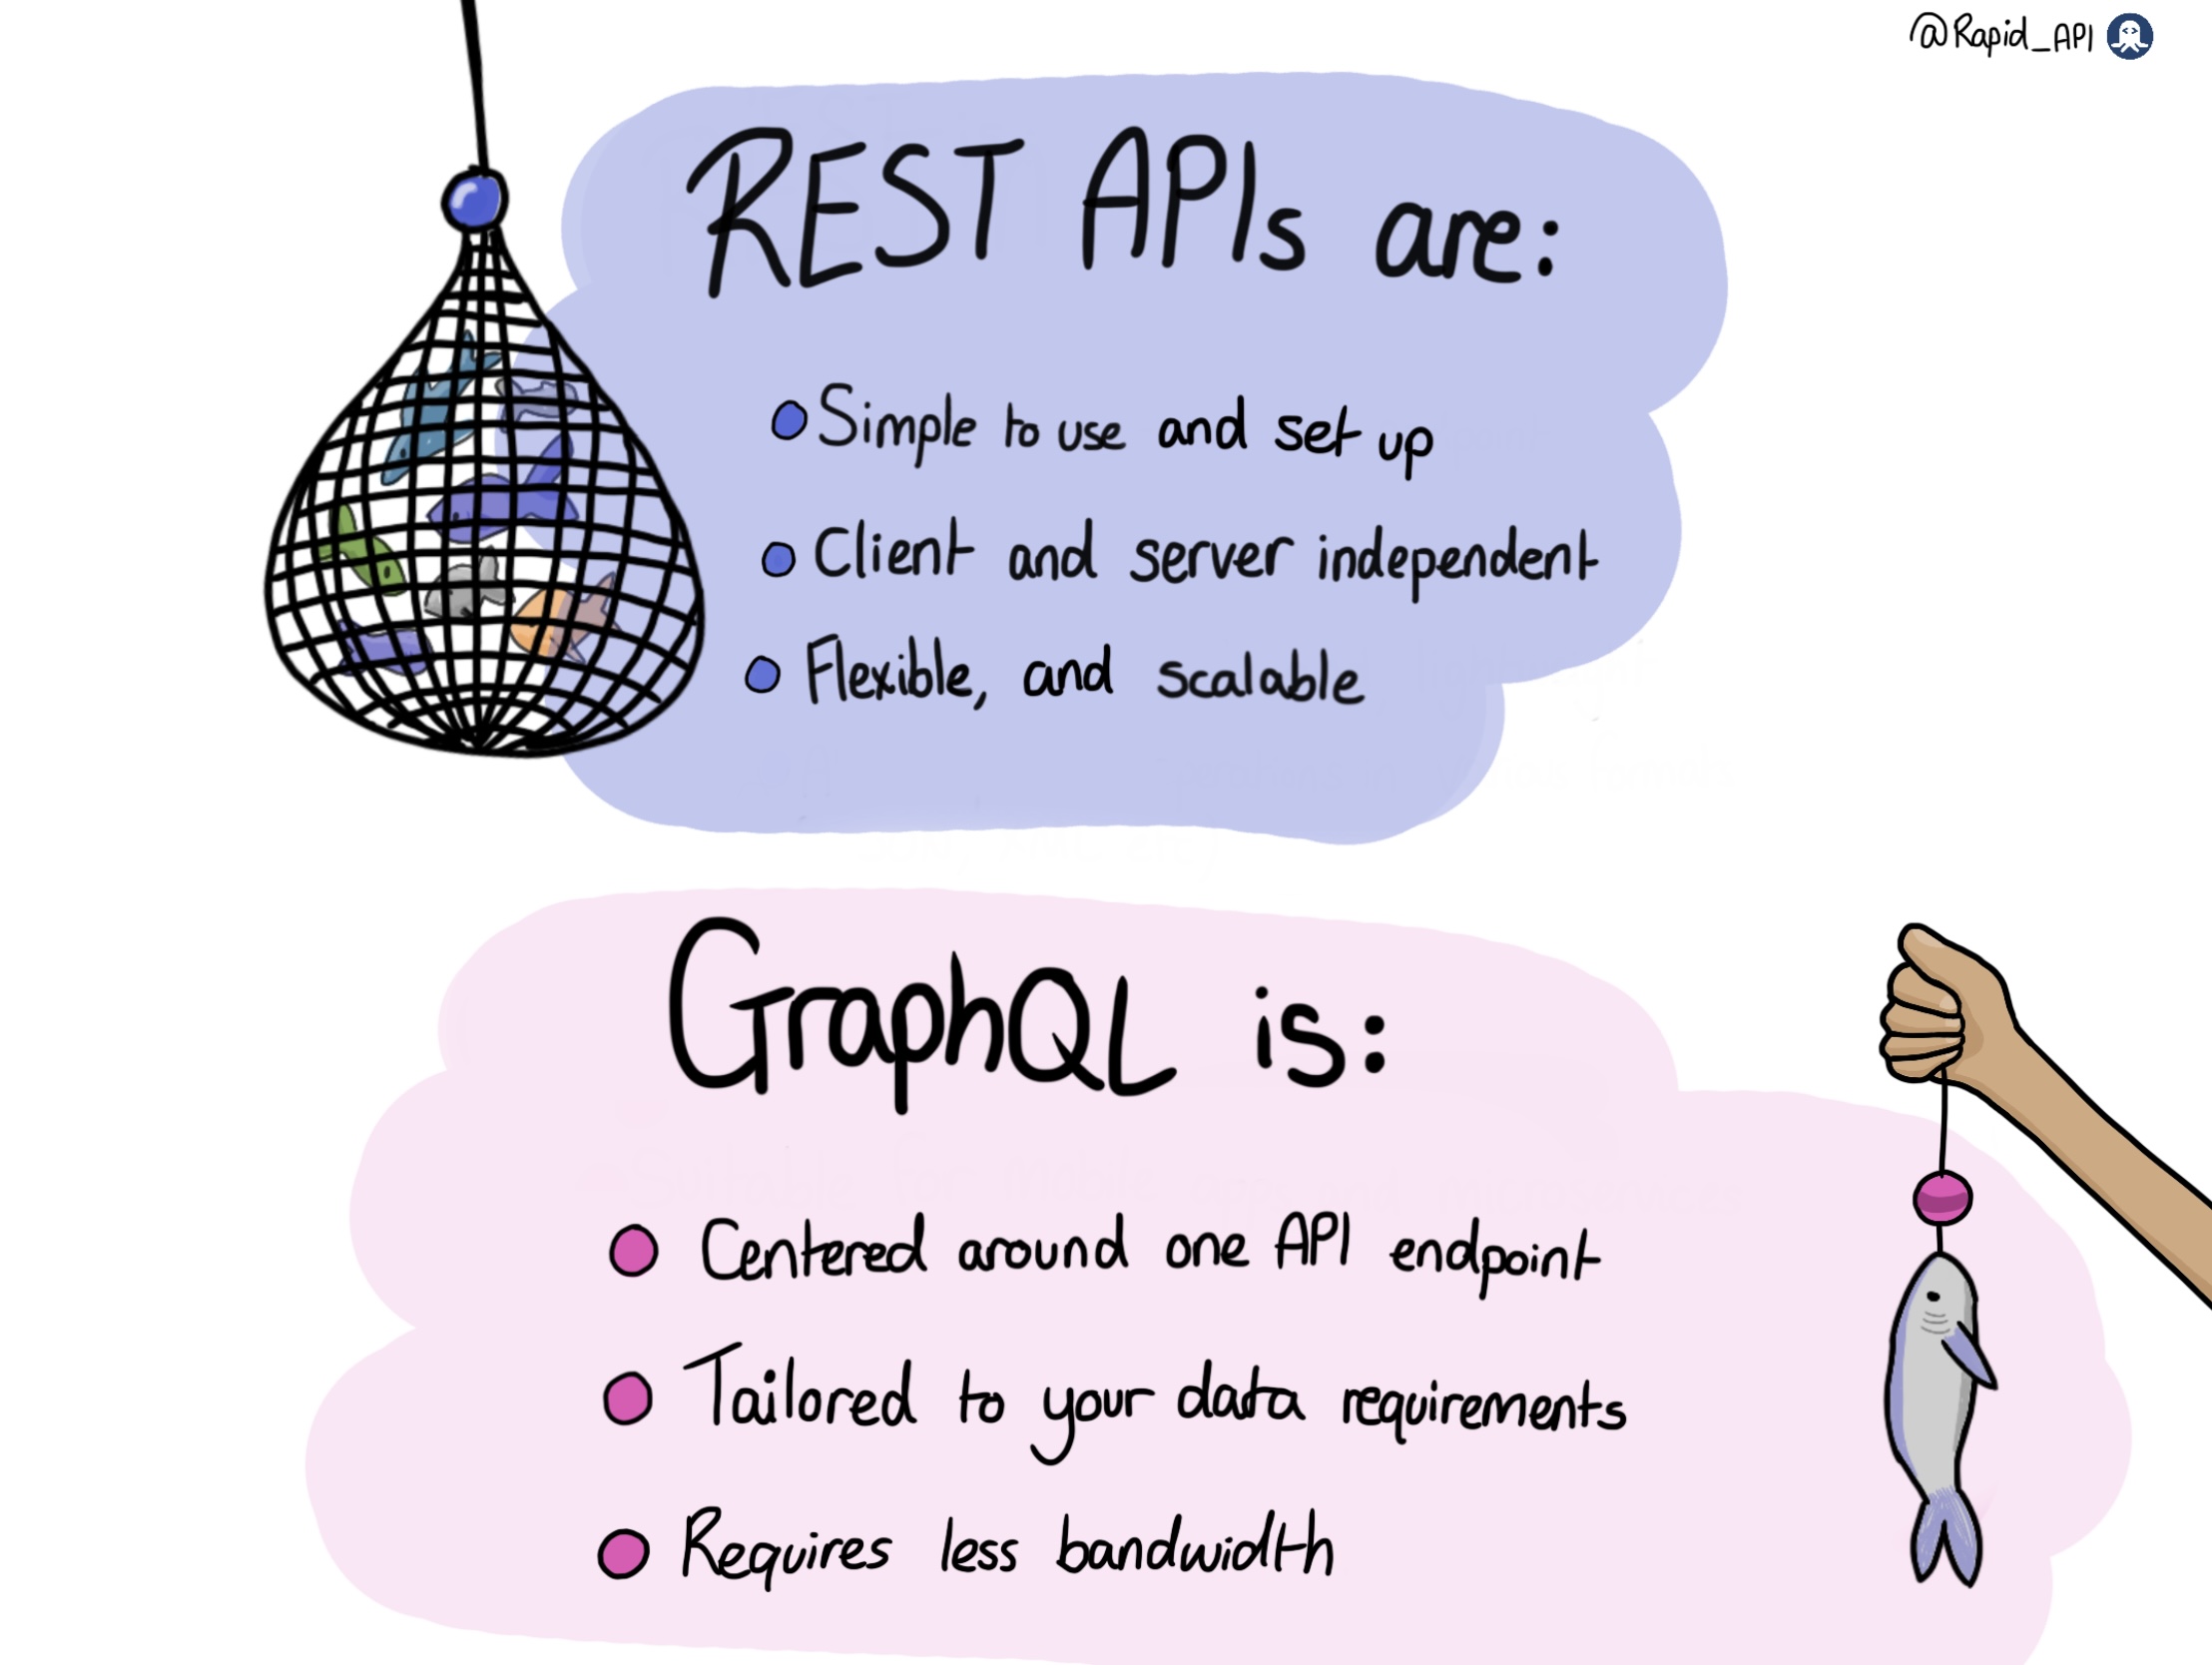 @Rapid_API
REST APIs are:
Simple to use and set up
Client and server independent
Flexible, and scalable
GraphQL is:
Centered around one API endpoint
Tailored to your data requirements
Requires less bandwidth